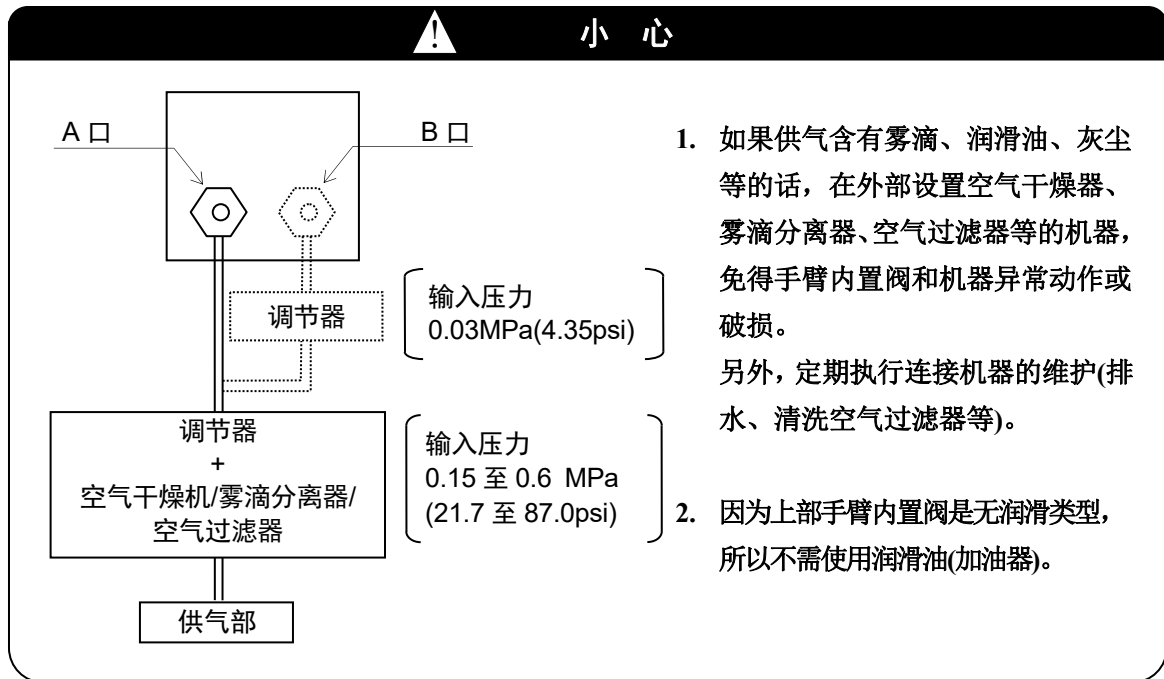 小 心
A 口
B 口
调节器
输入压力
0.03MPa(4.35psi)
调节器
+
空气干燥机/雾滴分离器/
空气过滤器
输入压力
0.15 至 0.6 MPa
(21.7 至 87.0psi)
供气部
1. 如果供气含有雾滴、润滑油、灰尘
等的话，在外部设置空气干燥器、
雾滴分离器、空气过滤器等的机器，
免得手臂内置阀和机器异常动作或
破损。
另外，定期执行连接机器的维护(排
水、清洗空气过滤器等)。
2. 因为上部手臂内置阀是无润滑类型，
所以不需使用润滑油(加油器)。